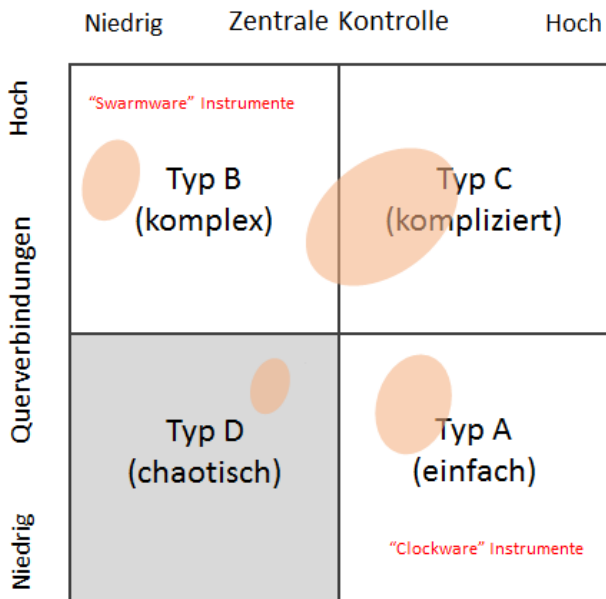 Niedrig Zentrale Kontrolle Hoch
Hoch
Querverbindungen
Niedrig
“Swarmware” Instrumente
Typ B
(komplex)
Typ C
(kompliziert)
Typ D
(chaotisch)
Typ A
(einfach)
“Clockware” Instrumente